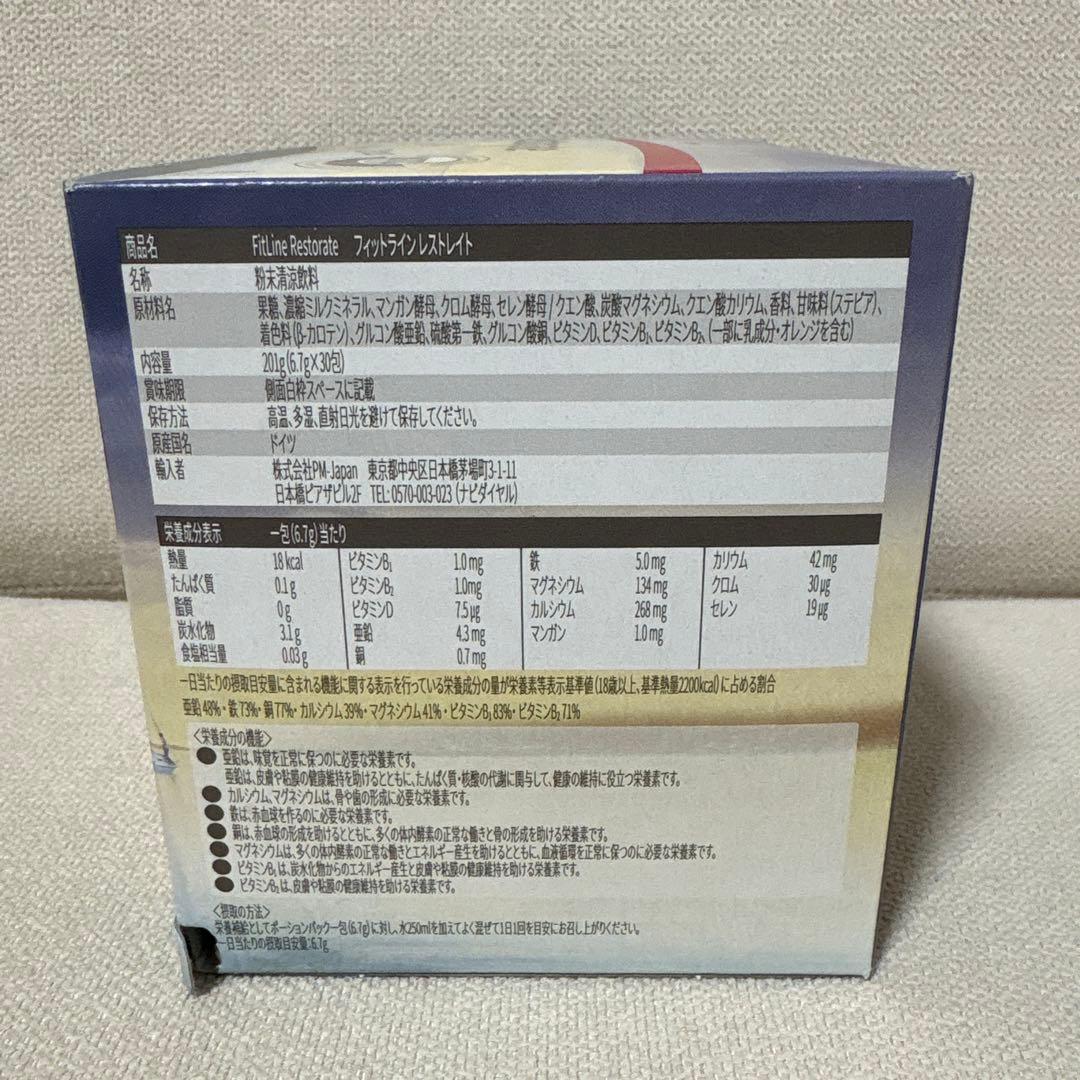 商品名 FitLine Restorate フィットライン レストレイト
名称 粉末清涼飲料
原材料名 果糖、濃縮ミルクミネラル、マンガン酵母、クロム酵母、セレン酵母/クエン酸、炭酸マグネシウム、クエン酸カリウム、香料、甘味料(ステビア)、
着色料(β-カロテン)、グルコン酸亜鉛、硫酸第一鉄、グルコン酸銅、ビタミンD、ビタミンB₁、ビタミンB₂、(一部に乳成分・オレンジを含む)
内容量 201g(6.7g×30包)
賞味期限 側面白枠スペースに記載
保存方法 高温、多湿、直射日光を避けて保存してください。
原産国名 ドイツ
輸入者 株式会社PM-Japan 東京都中央区日本橋茅場町3-1-11
日本橋ピアザビル2F TEL: 0570-003-023 (ナビダイヤル)
栄養成分表示 一包(6.7g)当たり
熱量 18 kcal ビタミンB₁ 1.0 mg 鉄 5.0 mg カリウム 42 mg
たんぱく質 0.1 g ビタミンB₂ 1.0mg マグネシウム 134 mg クロム 30 μg
脂質 0 g ビタミンD 7.5 μg カルシウム 268 mg セレン 19 μg
炭水化物 3.1 g 亜鉛 4.3 mg マンガン 1.0 mg
食塩相当量 0.03 g 銅 0.7 mg
一日当たりの摂取目安量に含まれる機能に関する表示を行っている栄養成分の量が栄養素等表示基準値(18歳以上、基準熱量2200kcal)に占める割合
亜鉛 48%・鉄 73%・銅 77%・カルシウム 39%・マグネシウム 41%・ビタミンB₁ 83%・ビタミンB₂ 71%
〈栄養成分の機能〉
● 亜鉛は、味覚を正常に保つのに必要な栄養素です。
亜鉛は、皮膚や粘膜の健康維持を助けるとともに、たんぱく質・核酸の代謝に関与して、健康の維持に役立つ栄養素です。
● カルシウム、マグネシウムは、骨や歯の形成に必要な栄養素です。
● 鉄は、赤血球を作るのに必要な栄養素です。
● 銅は、赤血球の形成を助けるとともに、多くの体内酵素の正常な働きと骨の形成を助ける栄養素です。
● マグネシウムは、多くの体内酵素の正常な働きとエネルギー産生を助けるとともに、血液循環を正常に保つのに必要な栄養素です。
● ビタミンB₁は、炭水化物からのエネルギー産生と皮膚や粘膜の健康維持を助ける栄養素です。
● ビタミンB₂は、皮膚や粘膜の健康維持を助ける栄養素です。
〈摂取の方法〉
栄養補給としてポーションパック一包(6.7g)に対し、水250mlを加えてよく混ぜて1日1回を目安にお召し上がりください。
一日当たりの摂取目安量:6.7g